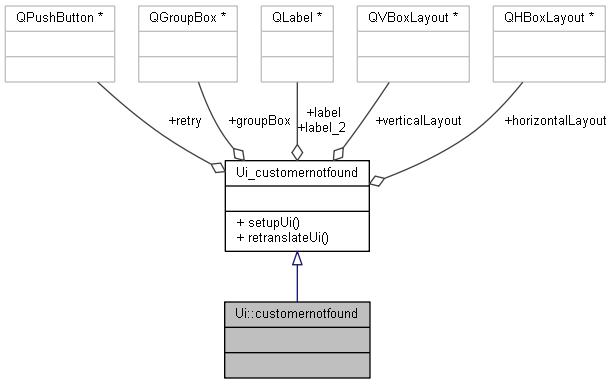 QPushButton *
QGroupBox *
QLabel *
QVBoxLayout *
QHBoxLayout *
+retry
+groupBox
+label
+label_2
+verticalLayout
+horizontalLayout
Ui_customernotfound
+ setupUi()
+ retranslateUi()
Ui::customernotfound